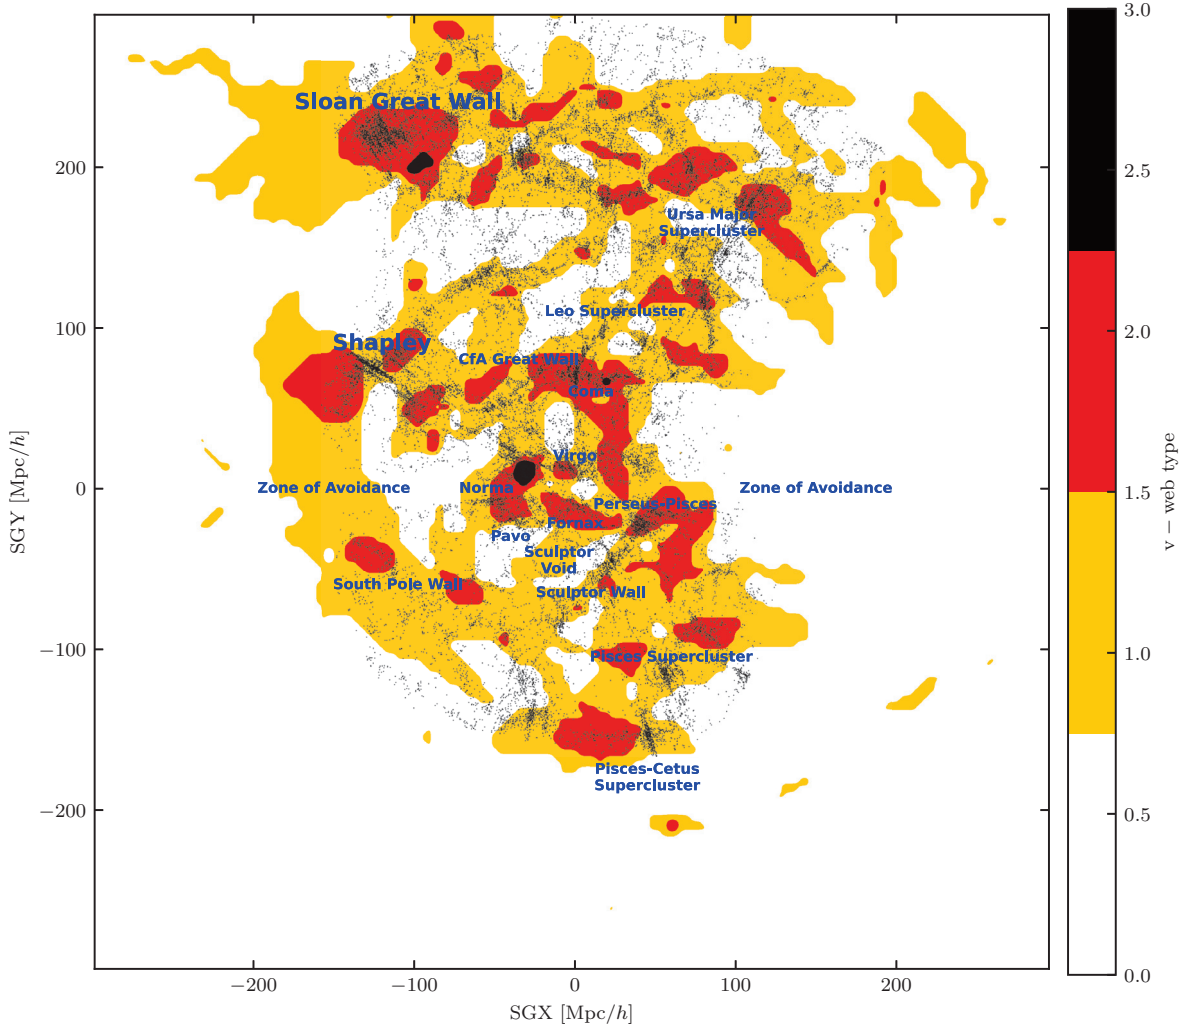 3.0
Sloan Great Wall
200
2.5
Ursa Major
Supercluster
2.0
100
Leo Supercluster
Shapley
CfA Great Wall
Coma
Virgo
1.5
0
Zone of Avoidance
Norma
Zone of Avoidance
Perseus-Pisces
Fornax
Pavo
Sculptor
Void
South Pole Wall
Sculptor Wall
1.0
−100
Pisces Supercluster
Pisces-Cetus
Supercluster
−200
0.5
0.0
−200 −100 0 100 200
SGX [Mpc/h]
SGY [Mpc/h]
v − web type